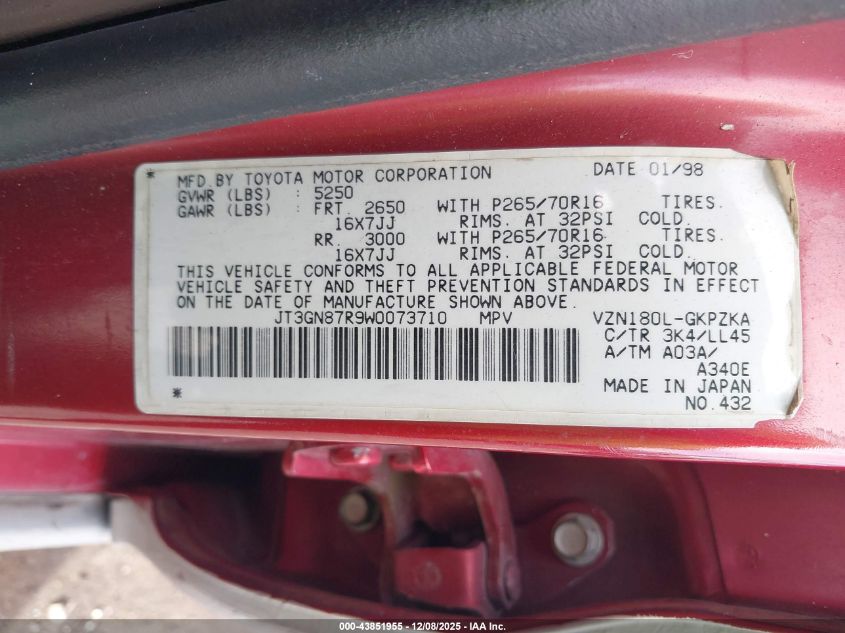 * MFD.BY TOYOTA MOTOR CORPORATION DATE 01/98
GVWR (LBS) : 5250
GAWR (LBS) : FRT. 2650 WITH P265/70R16 TIRES.
16X7JJ RIMS. AT 32PSI COLD.
RR. 3000 WITH P265/70R16 TIRES.
16X7JJ RIMS. AT 32PSI COLD.
THIS VEHICLE CONFORMS TO ALL APPLICABLE FEDERAL MOTOR
VEHICLE SAFETY AND THEFT PREVENTION STANDARDS IN EFFECT
ON THE DATE OF MANUFACTURE SHOWN ABOVE.
JT3GN87R9W0073710 MPV VZN180L-GKPZKA
C/TR 3K4/LL45
A/TM A03A/
A340E
* MADE IN JAPAN
NO.432
000-43851955 - 12/08/2025 - IAA Inc.